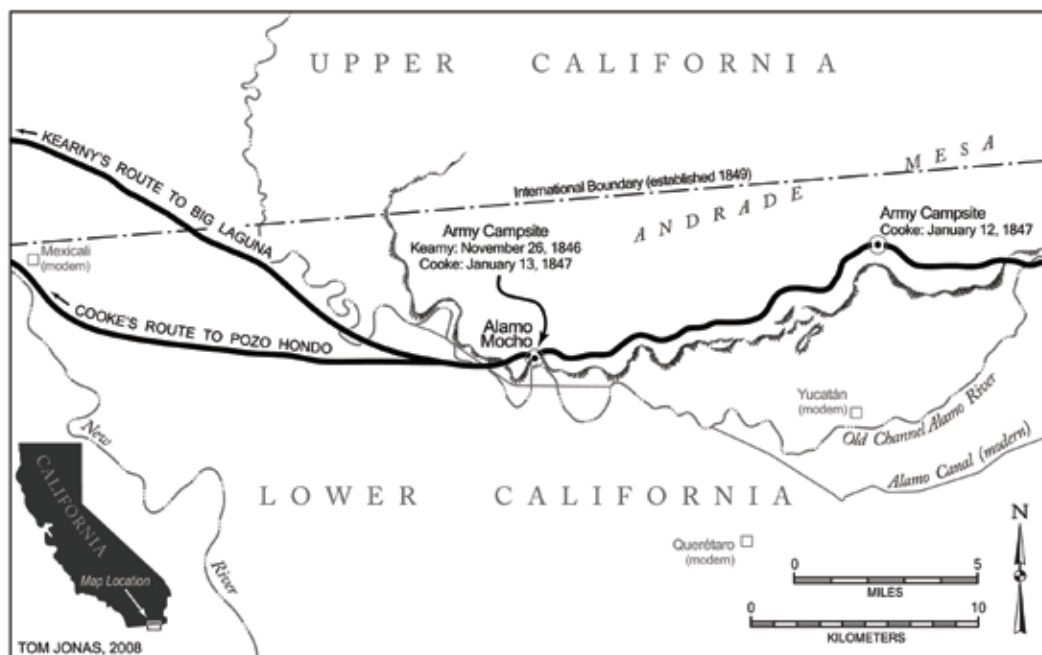 UPPER CALIFORNIA
KEARNY'S ROUTE TO BIG LAGUNA
MESA
International Boundary (established 1849)
ANDRADE
Army Campsite
Kearny: November 26, 1846
Cooke: January 13, 1847
Army Campsite
Cooke: January 12, 1847
Mexicali
(modern)
COOKE'S ROUTE TO POZO HONDO
Alamo
Mocho
Yucatán
(modern)
Old Channel Alamo River
Alamo Canal (modern)
New
River
LOWER CALIFORNIA
Querétaro
(modern)
CALIFORNIA
Map Location
N
0 5
MILES
0 10
KILOMETERS
TOM JONAS, 2008